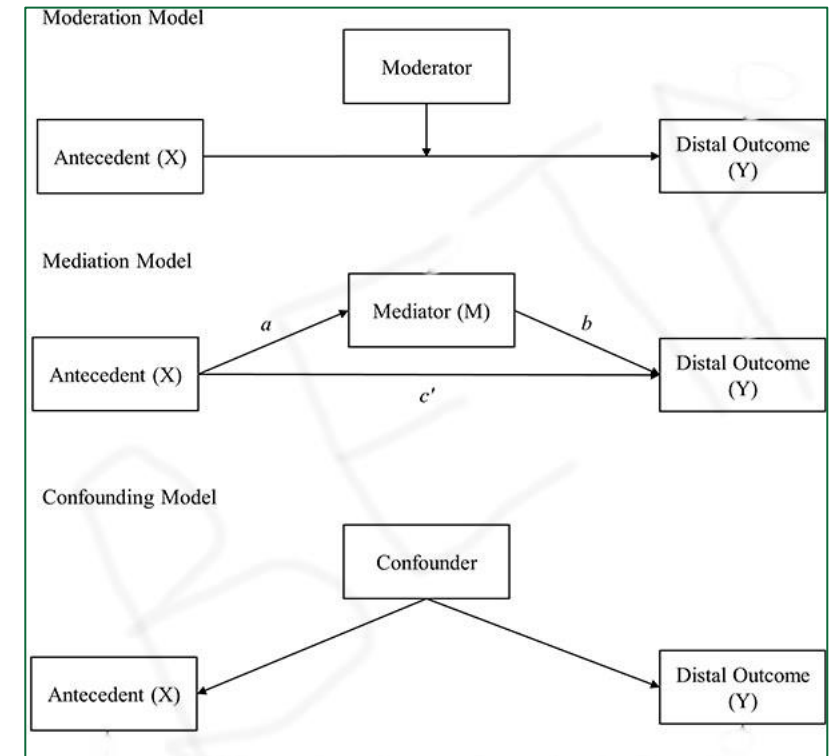 Moderation Model
Moderator
Antecedent (X)
Distal Outcome
(Y)
Mediation Model
Mediator (M)
a
b
Antecedent (X)
Distal Outcome
(Y)
c'
Confounding Model
Confounder
Antecedent (X)
Distal Outcome
(Y)